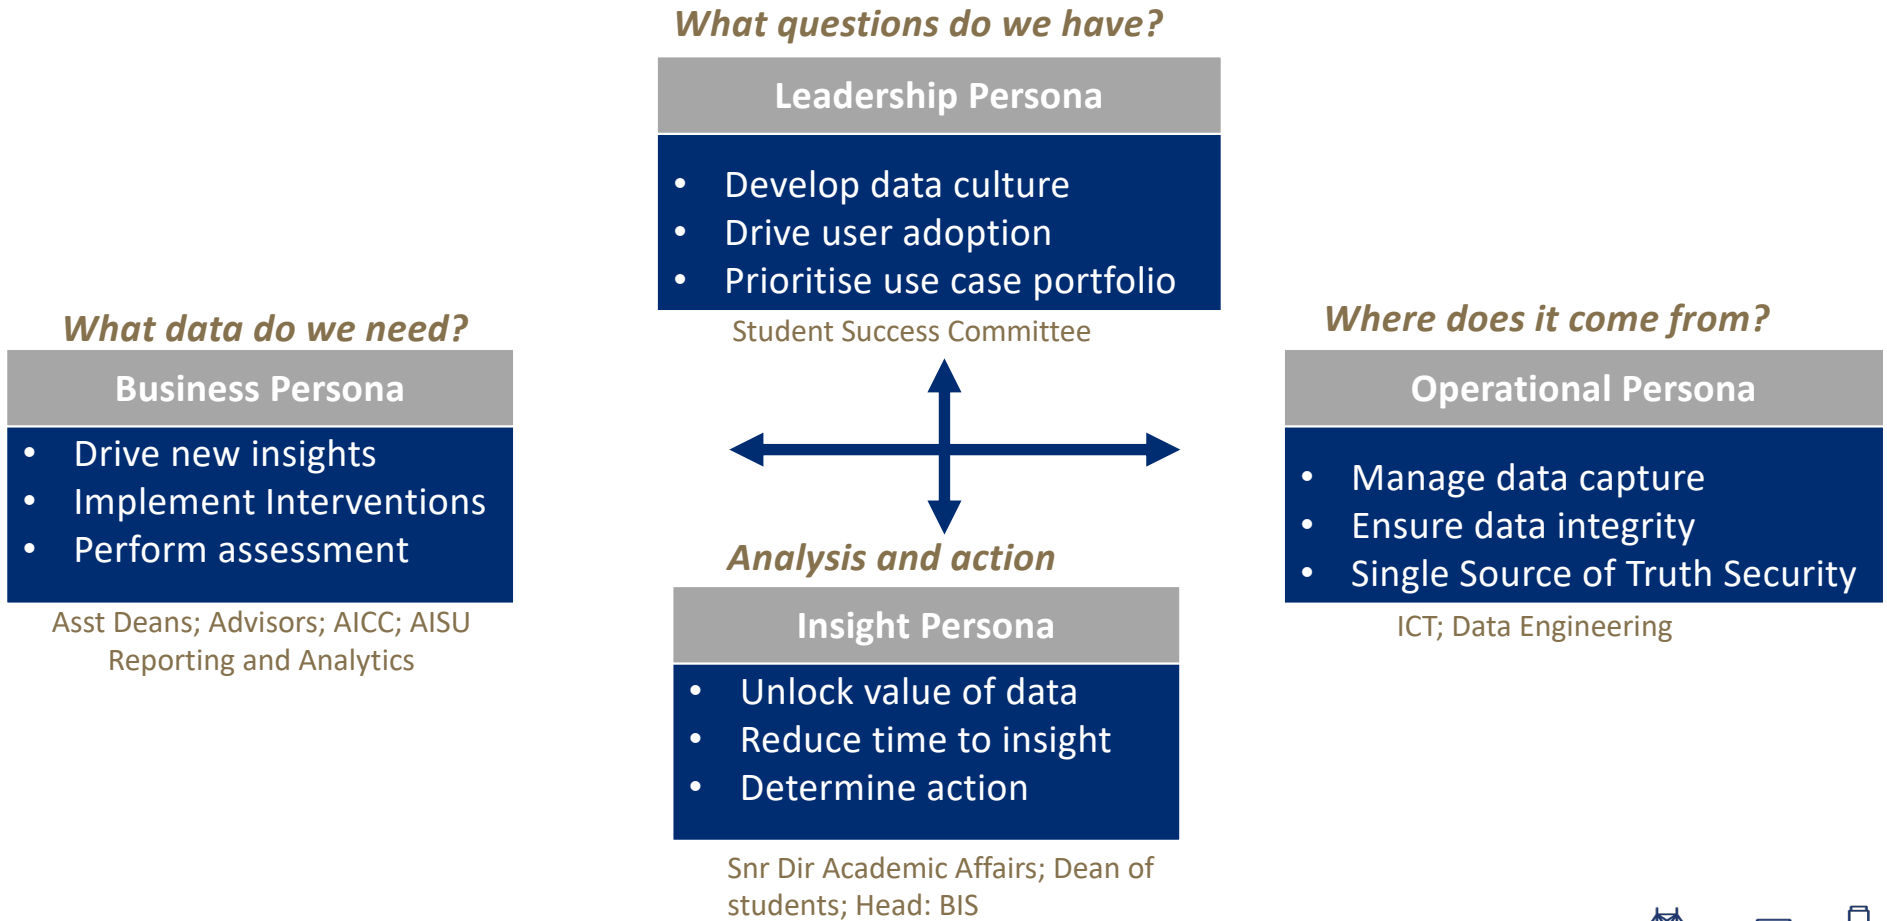 What questions do we have?
Leadership Persona
• Develop data culture
• Drive user adoption
• Prioritise use case portfolio
Student Success Committee
What data do we need?
Business Persona
• Drive new insights
• Implement Interventions
• Perform assessment
Asst Deans; Advisors; AICC; AISU
Reporting and Analytics
Where does it come from?
Operational Persona
• Manage data capture
• Ensure data integrity
• Single Source of Truth Security
ICT; Data Engineering
Analysis and action
Insight Persona
• Unlock value of data
• Reduce time to insight
• Determine action
Snr Dir Academic Affairs; Dean of
students; Head: BIS